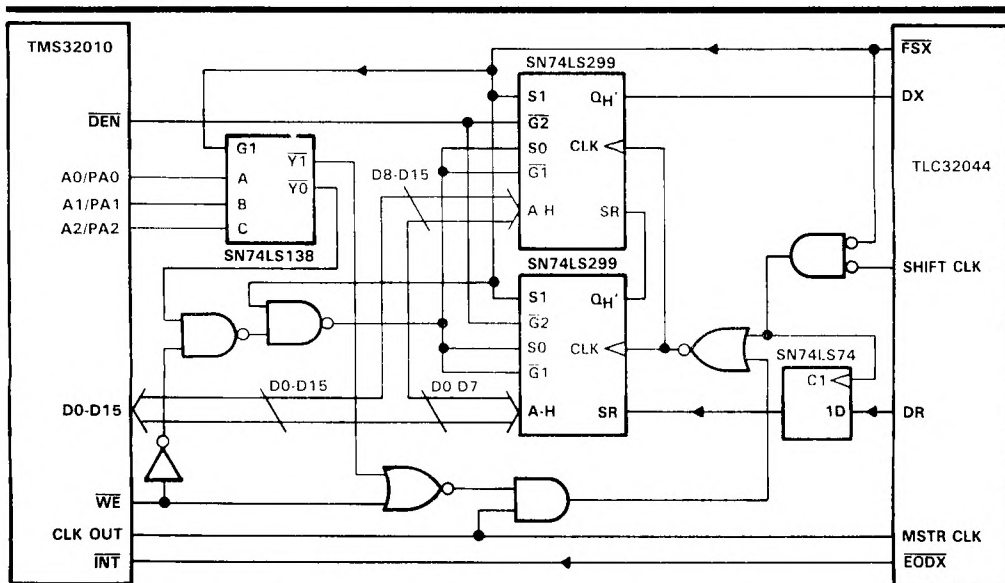 TMS32010
DEN
A0/PA0
A1/PA1
A2/PA2
D0-D15
WE
CLK OUT
INT
G1
A
B
C
Y1
Y0
SN74LS138
D8-D15
D0-D15
D0 D7
SN74LS299
S1
G2
S0
G1
A-H
QH'
CLK
SR
SN74LS299
S1
G2
S0
G1
A-H
QH'
CLK
SR
SN74LS74
C1
1D
TLC32044
FSX
DX
SHIFT CLK
DR
MSTR CLK
EODX